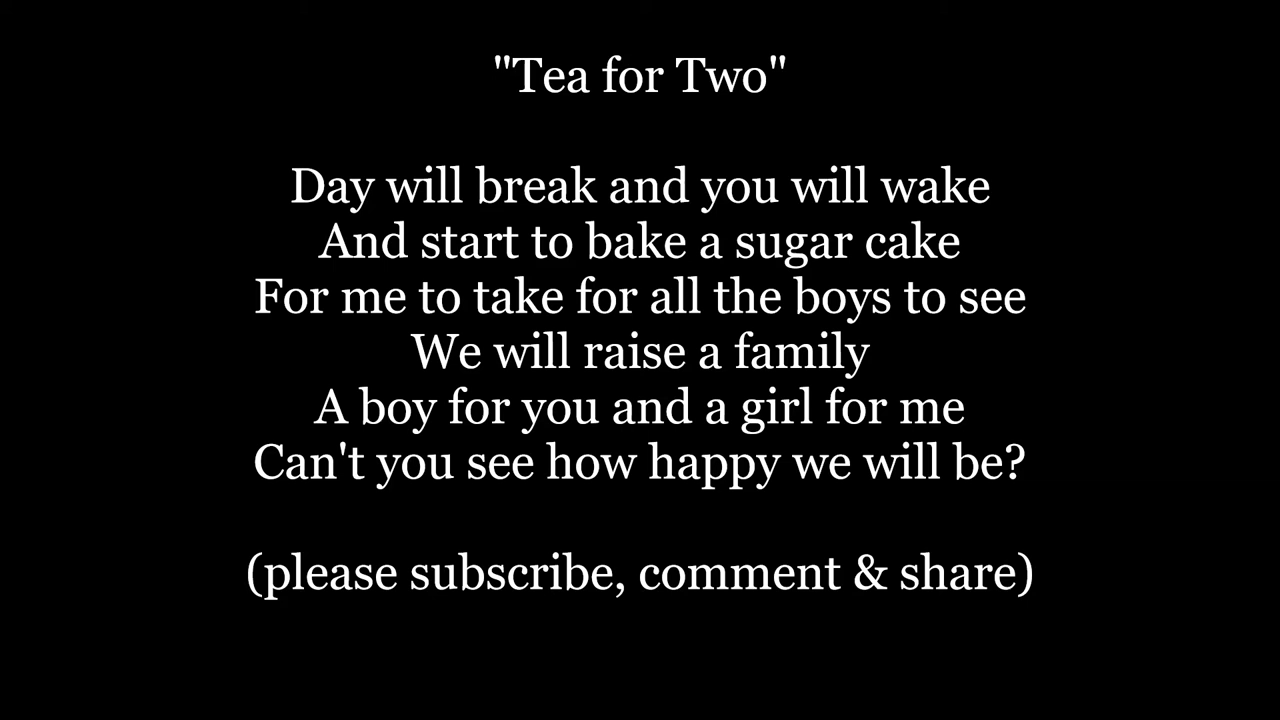 "Tea for Two"
Day will break and you will wake
And start to bake a sugar cake
For me to take for all the boys to see
We will raise a family
A boy for you and a girl for me
Can't you see how happy we will be?
(please subscribe, comment & share)